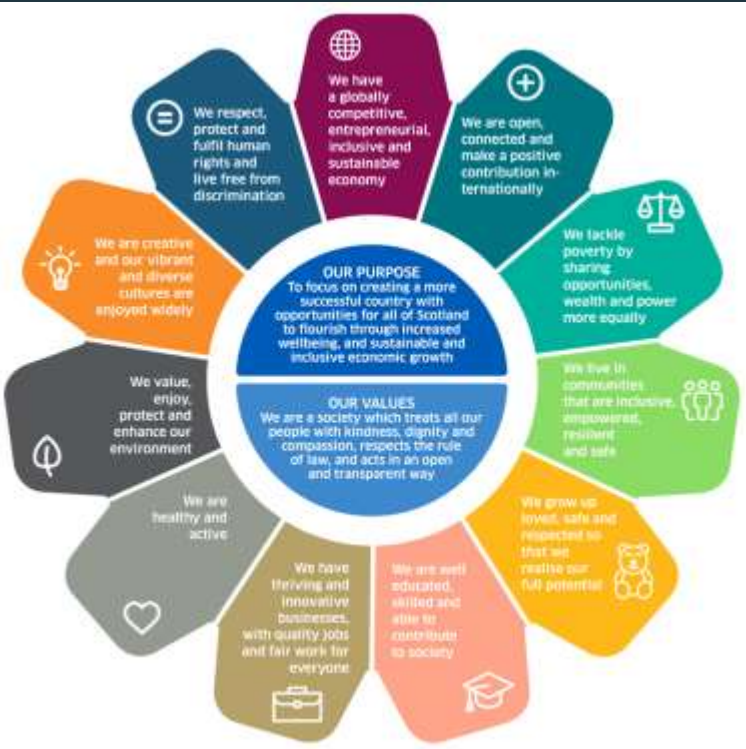 We have
a globally
competitive,
entrepreneurial,
inclusive and
sustainable
economy
We are open,
connected and
make a positive
contribution in-
ternationally
We tackle
poverty by
sharing
opportunities,
wealth and power
more equally
We live in
communities
that are inclusive,
empowered,
resilient
and safe
We grow up
loved, safe and
respected so
that we
realise our
full potential
We are well
educated,
skilled and
able to
contribute
to society
We have
thriving and
innovative
businesses,
with quality jobs
and fair work for
everyone
We are
healthy and
active
We value,
enjoy,
protect and
enhance our
environment
We are creative
and our vibrant
and diverse
cultures are
enjoyed widely
We respect,
protect and
fulfil human
rights and
live free from
discrimination
OUR PURPOSE
To focus on creating a more
successful country with
opportunities for all of Scotland
to flourish through increased
wellbeing, and sustainable and
inclusive economic growth
OUR VALUES
We are a society which treats all our
people with kindness, dignity and
compassion, respects the rule
of law, and acts in an open
and transparent way